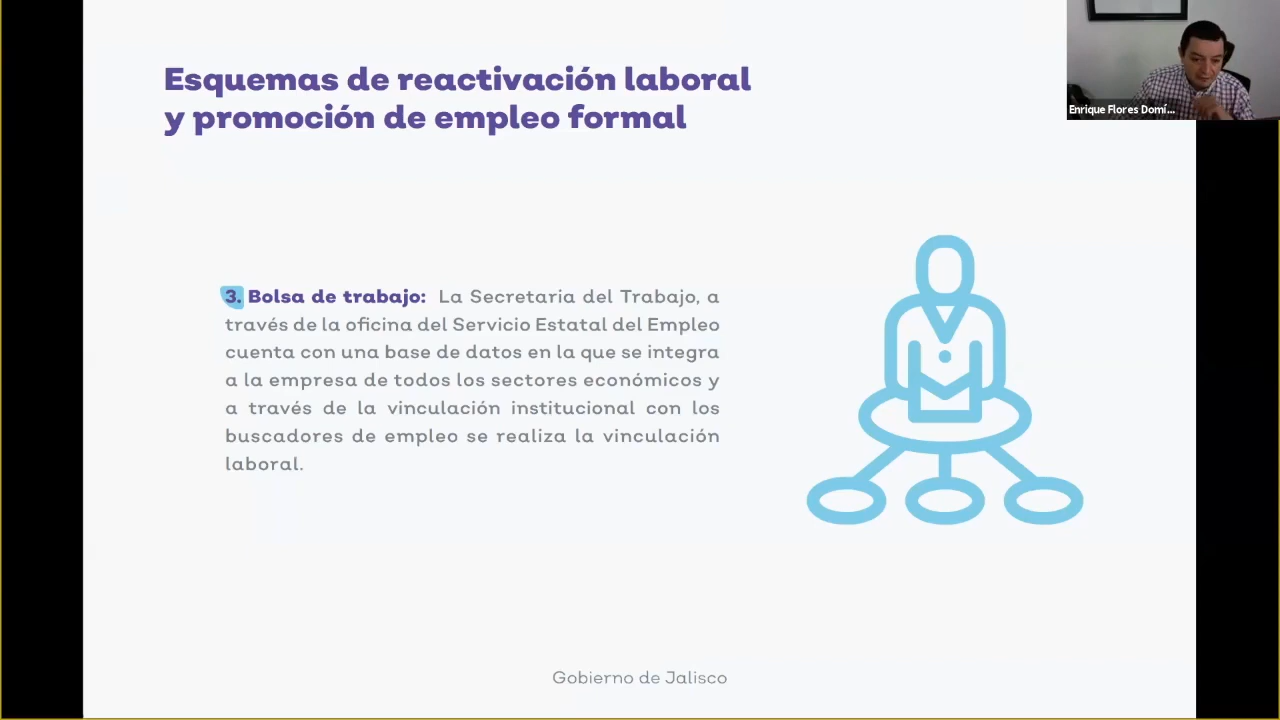 Esquemas de reactivación laboral
y promoción de empleo formal
Enrique Flores Domí...
3. Bolsa de trabajo: La Secretaria del Trabajo, a
través de la oficina del Servicio Estatal del Empleo
cuenta con una base de datos en la que se integra
a la empresa de todos los sectores económicos y
a través de la vinculación institucional con los
buscadores de empleo se realiza la vinculación
laboral.
Gobierno de Jalisco